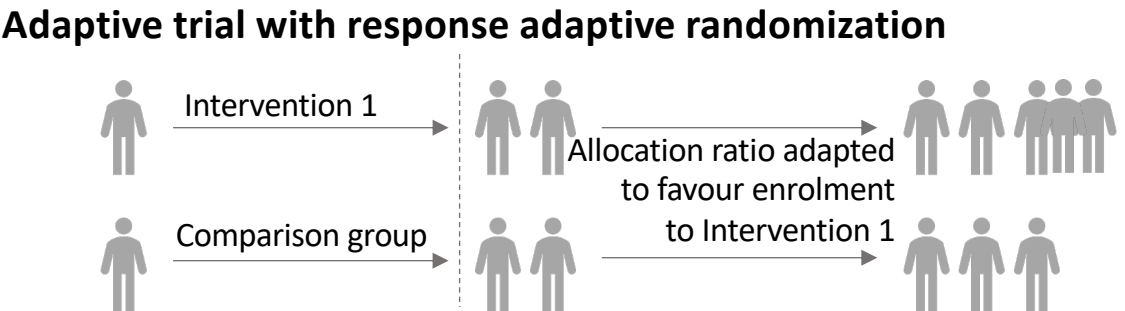 Adaptive trial with response adaptive randomization
Intervention 1
Allocation ratio adapted
to favour enrolment
to Intervention 1
Comparison group